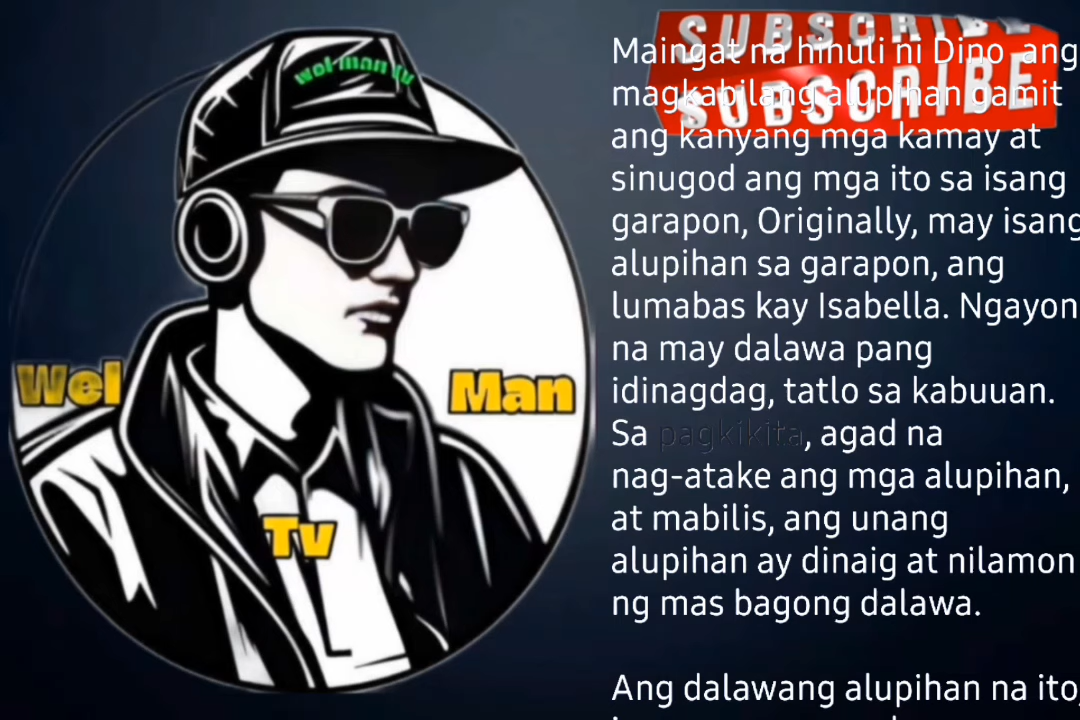 wel man tv
Wel
Man
Tv
SUBSCRIBE
SUBSCRIBE
Maingat na hinuli ni Dino ang
magkabilang alupihan gamit
ang kanyang mga kamay at
sinugod ang mga ito sa isang
garapon, Originally, may isang
alupihan sa garapon, ang
lumabas kay Isabella. Ngayon
na may dalawa pang
idinagdag, tatlo sa kabuuan.
Sa pagkikita, agad na
nag-atake ang mga alupihan,
at mabilis, ang unang
alupihan ay dinaig at nilamon
ng mas bagong dalawa.
Ang dalawang alupihan na ito,